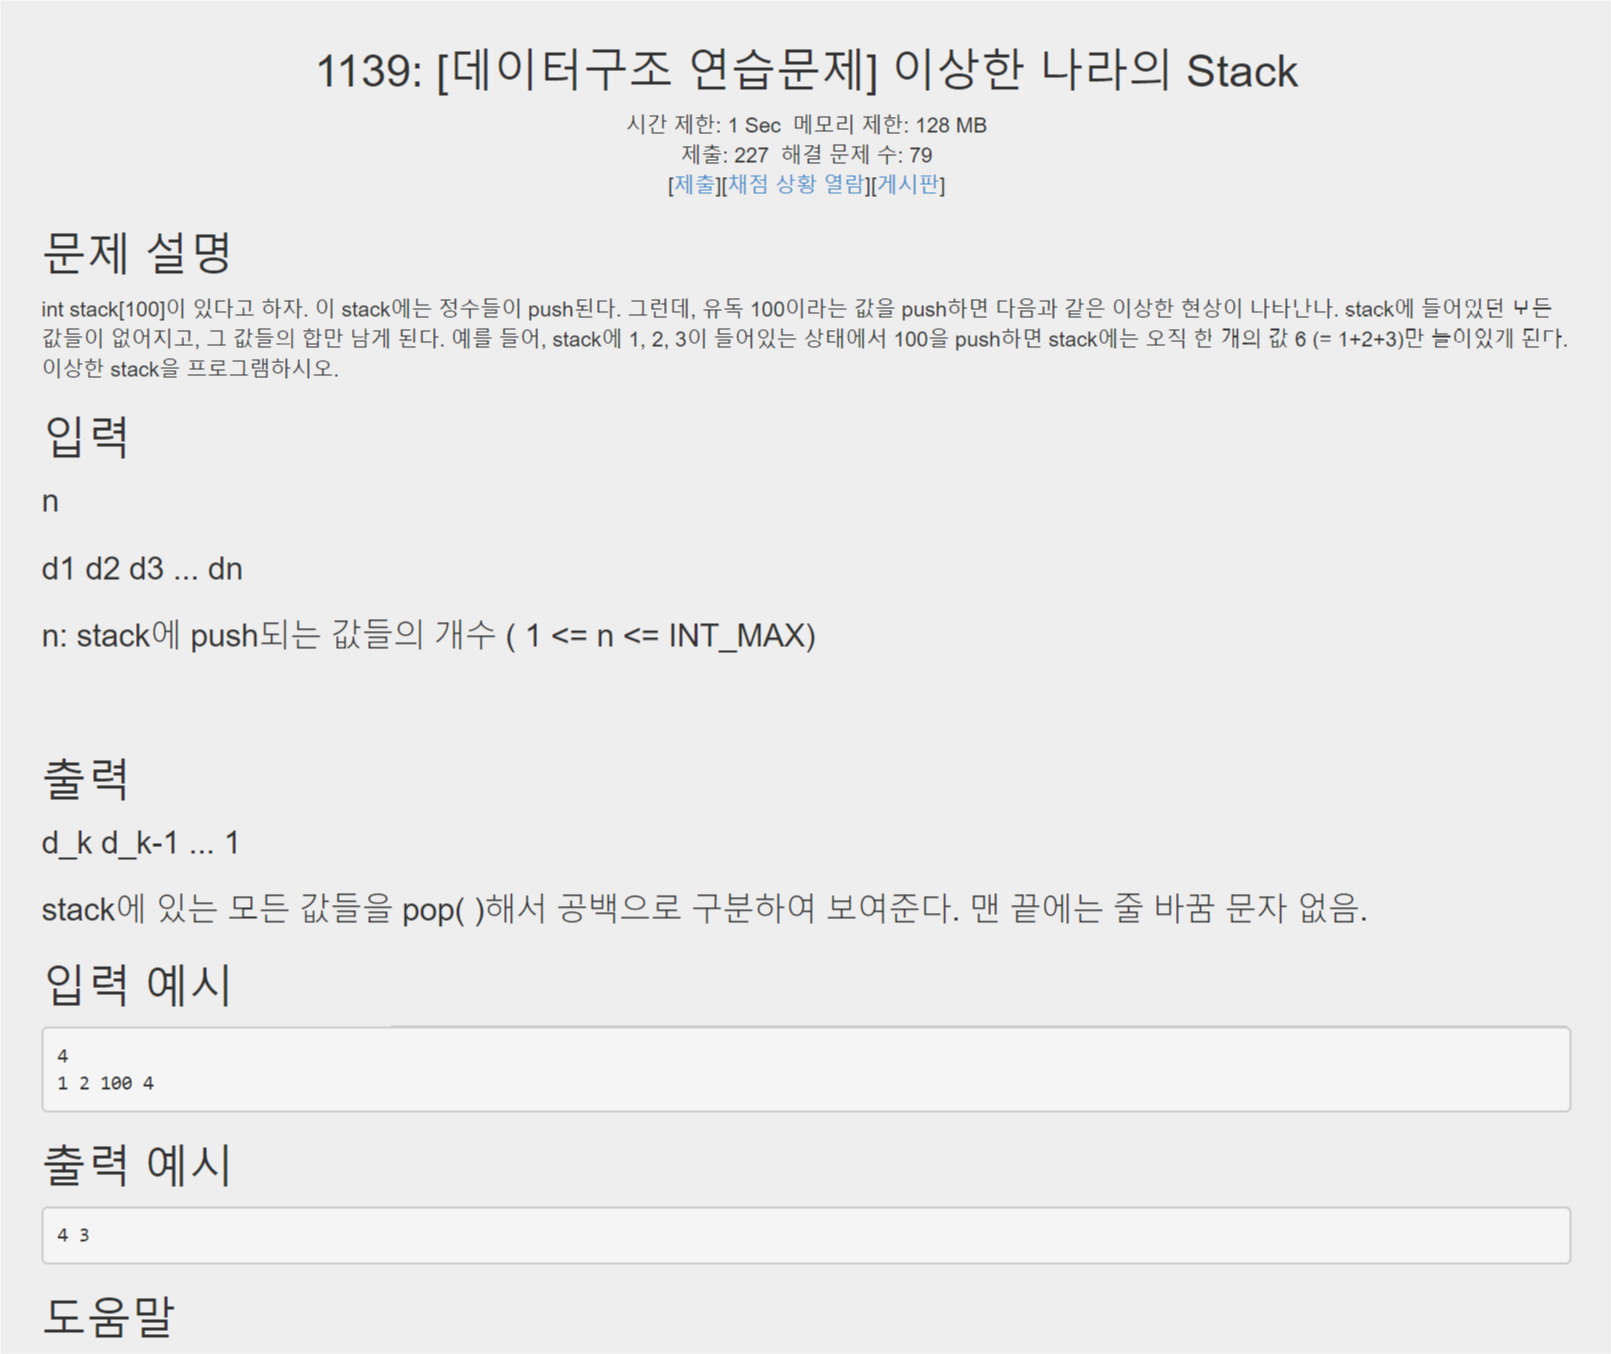 1139: [데이터구조 연습문제] 이상한 나라의 Stack
시간 제한: 1 Sec 메모리 제한: 128 MB
제출: 227 해결 문제 수: 79
[제출][채점 상황 열람][게시판]
문제 설명
int stack[100]이 있다고 하자. 이 stack에는 정수들이 push된다. 그런데, 유독 100이라는 값을 push하면 다음과 같은 이상한 현상이 stack에 들어있던
값들이 없어지고, 그 값들의 합만 남게 된다. 예를 들어, stack에 1, 2, 3이 들어있는 상태에서 100을 push하면 stack에는 오직 한 개의 값 6 (= 1+2+3)만
이상한 stack을 프로그램하시오.
입력
n
d1 d2 d3 ... dn
n: stack에 push되는 값들의 개수 ( 1 <= n <= INT_MAX)
출력
d_k d_k-1 ... 1
stack에 있는 모든 값들을 pop( )해서 공백으로 구분하여 보여준다. 맨 끝에는 줄 바꿈 문자 없음.
입력 예시
4
1 2 100 4
출력 예시
4 3
도움말